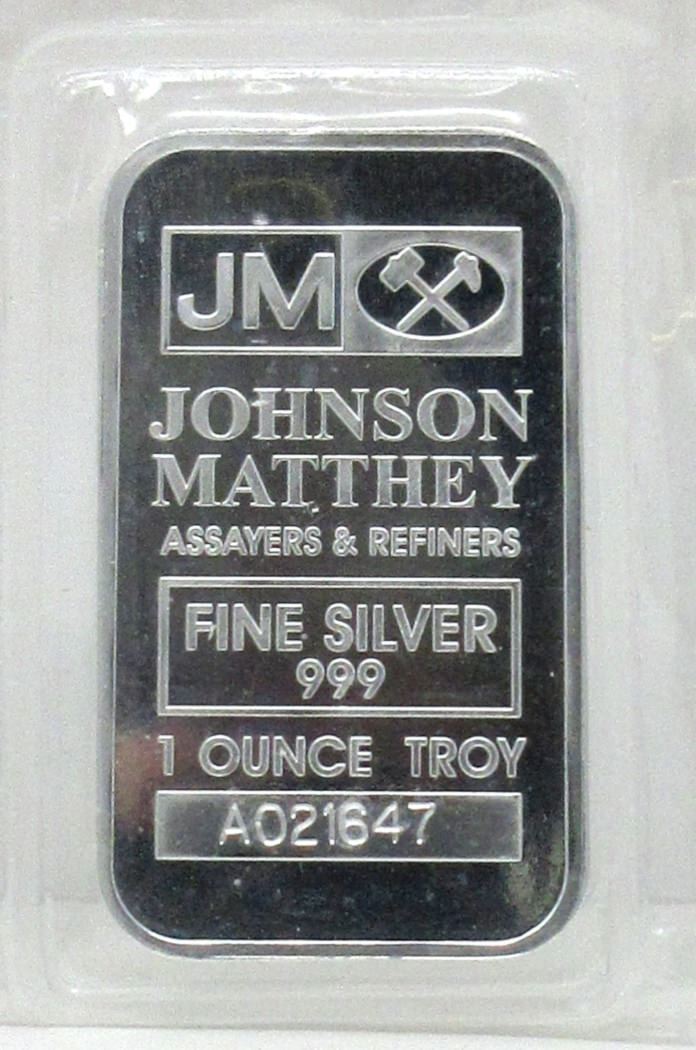 JM
JOHNSON
MATTHEY
ASSAYERS & REFINERS
FINE SILVER
999
1 OUNCE TROY
A021647